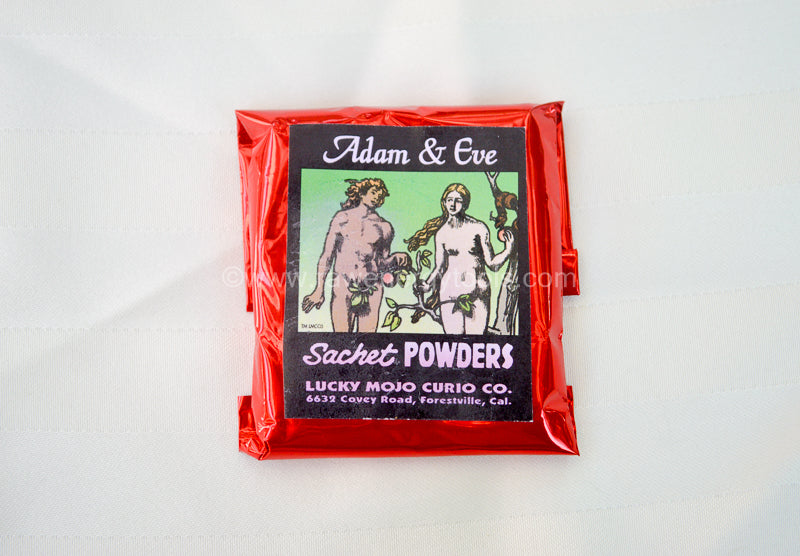 Adam & Eve
TM LMCCO
Sachet POWDERS
LUCKY MOJO CURIO CO.
6632 Covey Road, Forestville, Cal.